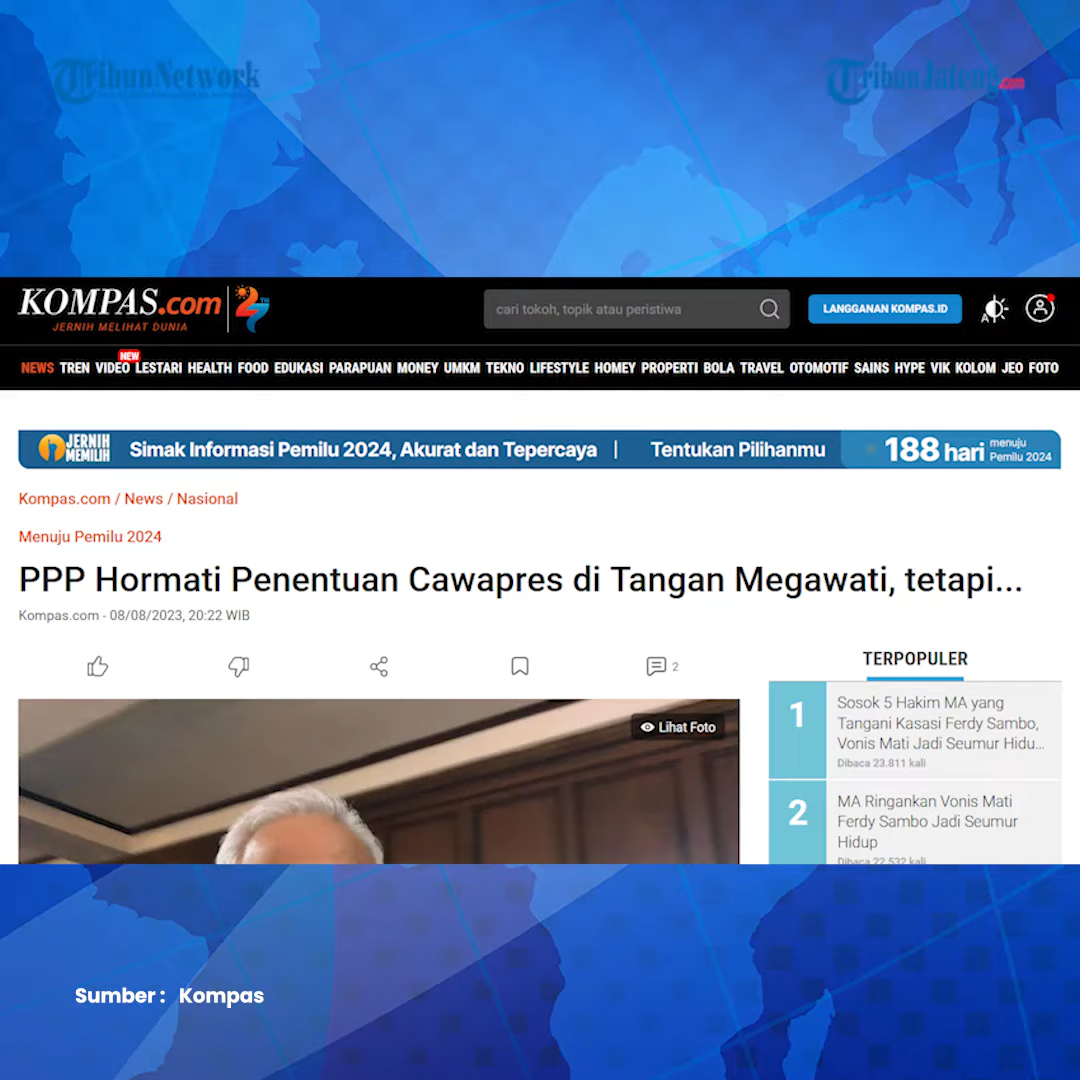 TribunNetwork
TribunJateng.com
KOMPAS.com
JERNIH MELIHAT DUNIA
27TH
cari tokoh, topik atau peristiwa
LANGGANAN KOMPAS.ID
A
NEW
NEWS TREN VIDEO LESTARI HEALTH FOOD EDUKASI PARAPUAN MONEY UMKM TEKNO LIFESTYLE HOMEY PROPERTI BOLA TRAVEL OTOMOTIF SAINS HYPE VIK KOLOM JEO FOTO
JERNIH
MEMILIH
Simak Informasi Pemilu 2024, Akurat dan Tepercaya | Tentukan Pilihanmu
188 hari
menuju
Pemilu 2024
Kompas.com / News / Nasional
Menuju Pemilu 2024
PPP Hormati Penentuan Cawapres di Tangan Megawati, tetapi...
Kompas.com - 08/08/2023, 20:22 WIB
2
Lihat Foto
TERPOPULER
1
Sosok 5 Hakim MA yang
Tangani Kasasi Ferdy Sambo,
Vonis Mati Jadi Seumur Hidu...
Dibaca 23.811 kali
2
MA Ringankan Vonis Mati
Ferdy Sambo Jadi Seumur
Hidup
Dibaca 22.532 kali
Sumber : Kompas